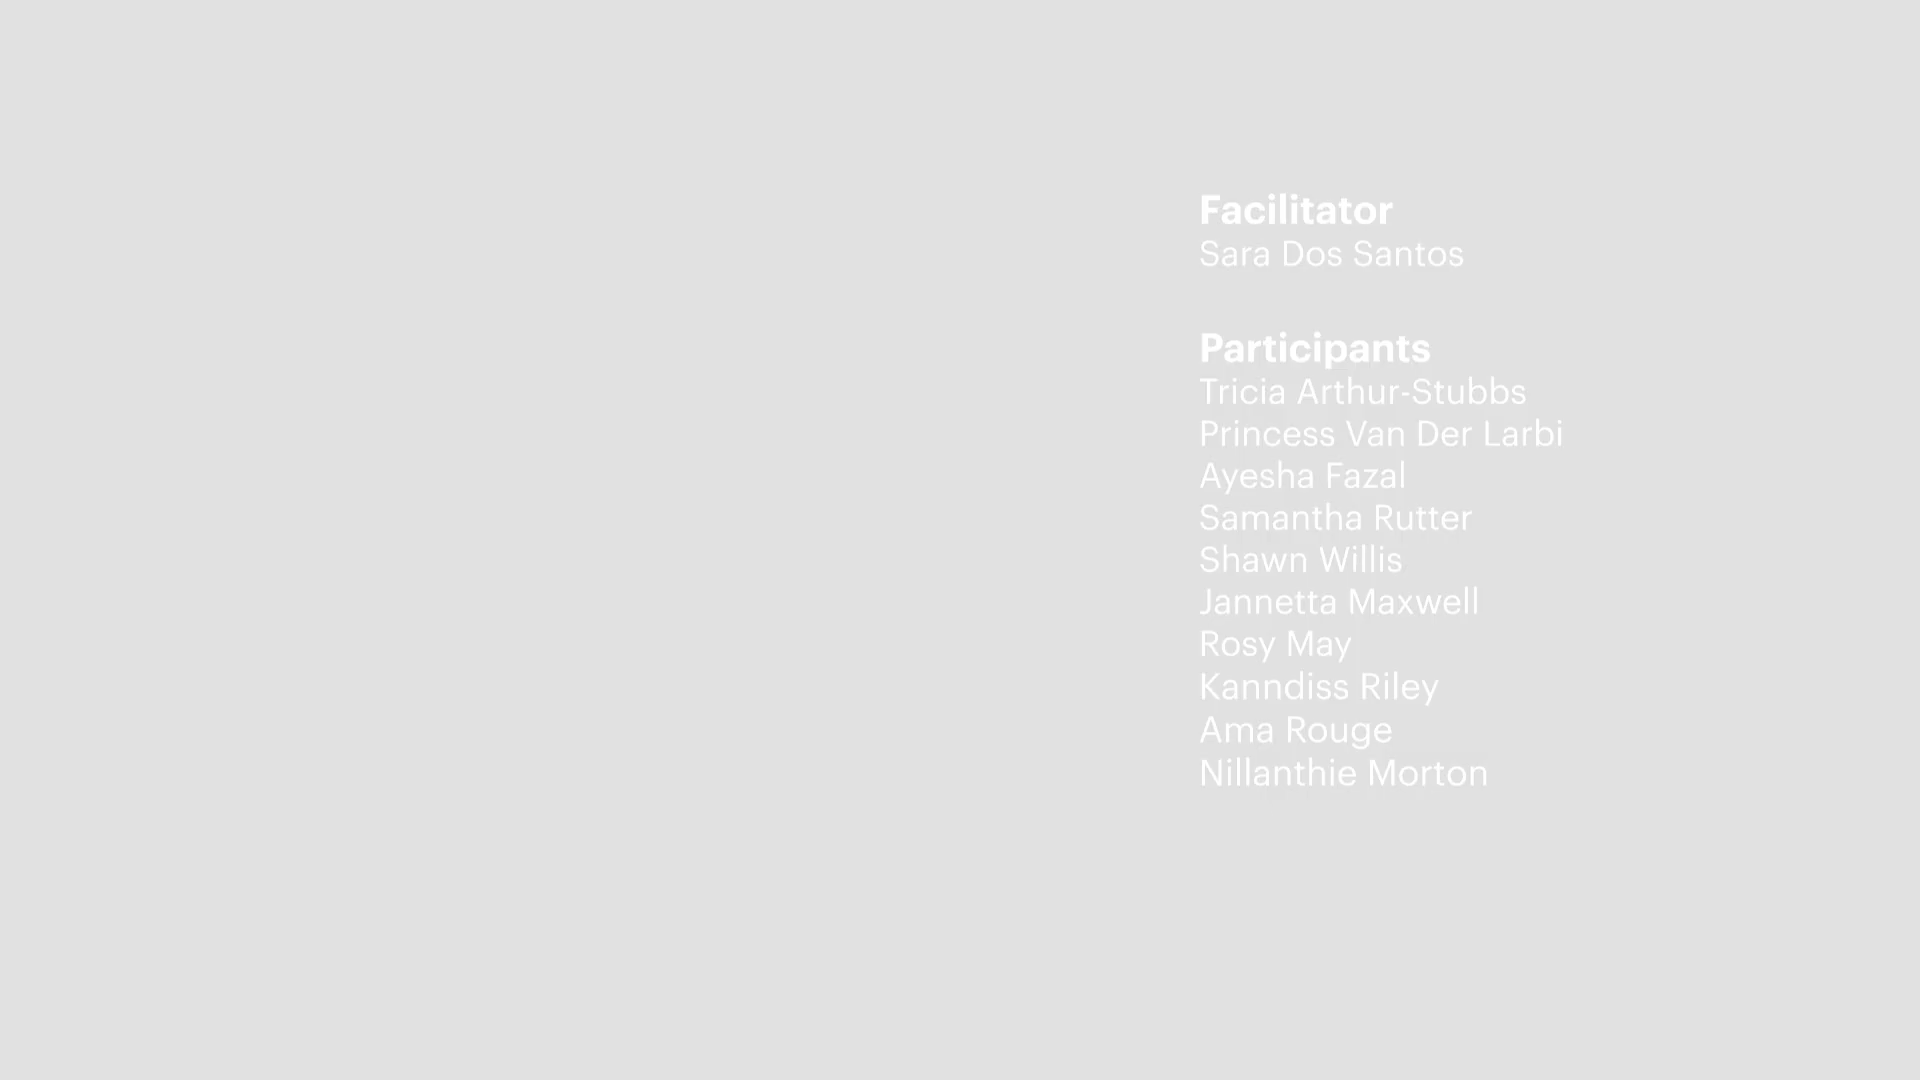 Facilitator
Sara Dos Santos
Participants
Tricia Arthur-Stubbs
Princess Van Der Larbi
Ayesha Fazal
Samantha Rutter
Shawn Willis
Jannetta Maxwell
Rosy May
Kanndiss Riley
Ama Rouge
Nillanthie Morton